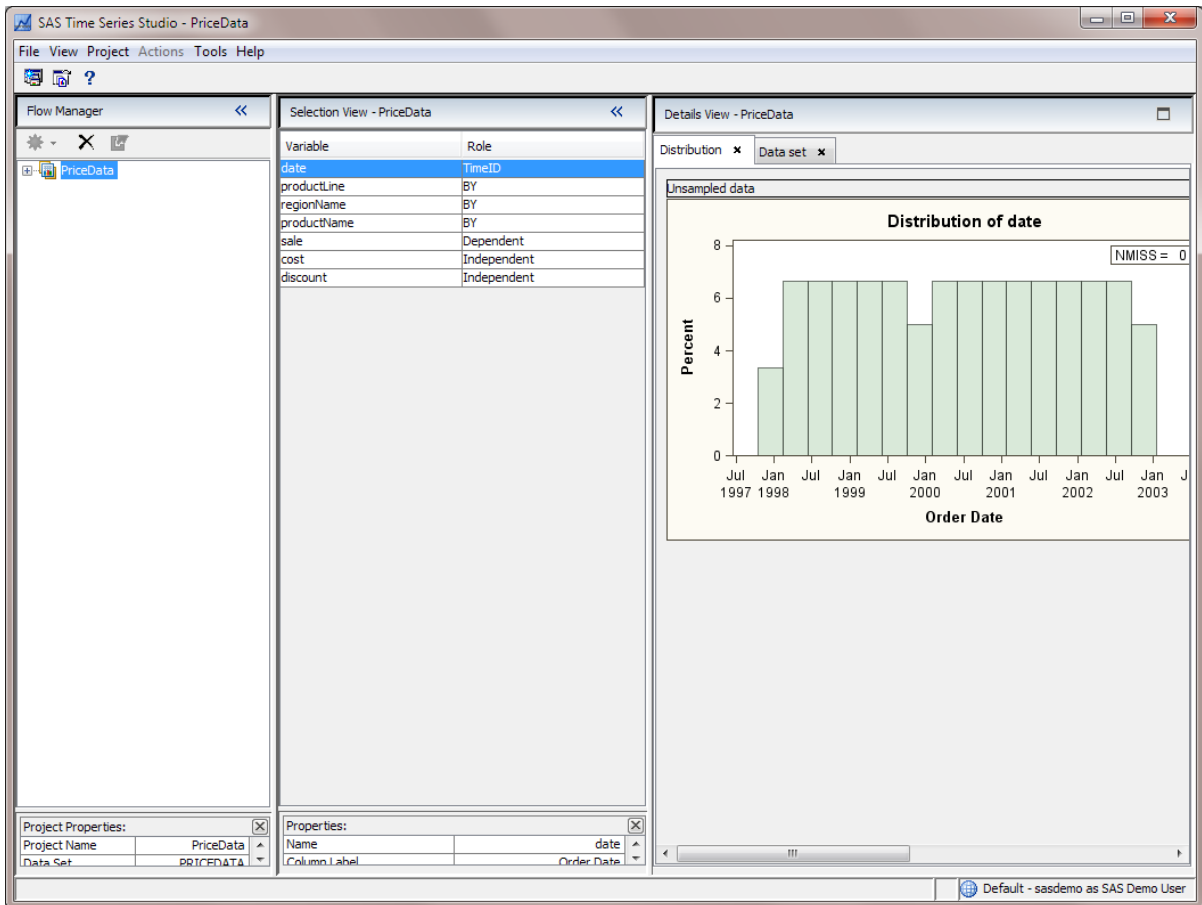 SAS Time Series Studio - PriceData
File View Project Actions Tools Help
?
Flow Manager
PriceData
Project Properties:
Project Name PriceData
Data Set PRICEDATA
Selection View - PriceData
Variable Role
date TimeID
productLine BY
regionName BY
productName BY
sale Dependent
cost Independent
discount Independent
Properties:
Name date
Column Label Order Date
Details View - PriceData
Distribution Data set
Unsampled data
Distribution of date
NMISS = 0
Percent
8
6
4
2
0
Jul Jan Jul Jan Jul Jan Jul Jan Jul Jan Jul Jan J
1997 1998 1999 2000 2001 2002 2003
Order Date
Default - sasdemo as SAS Demo User